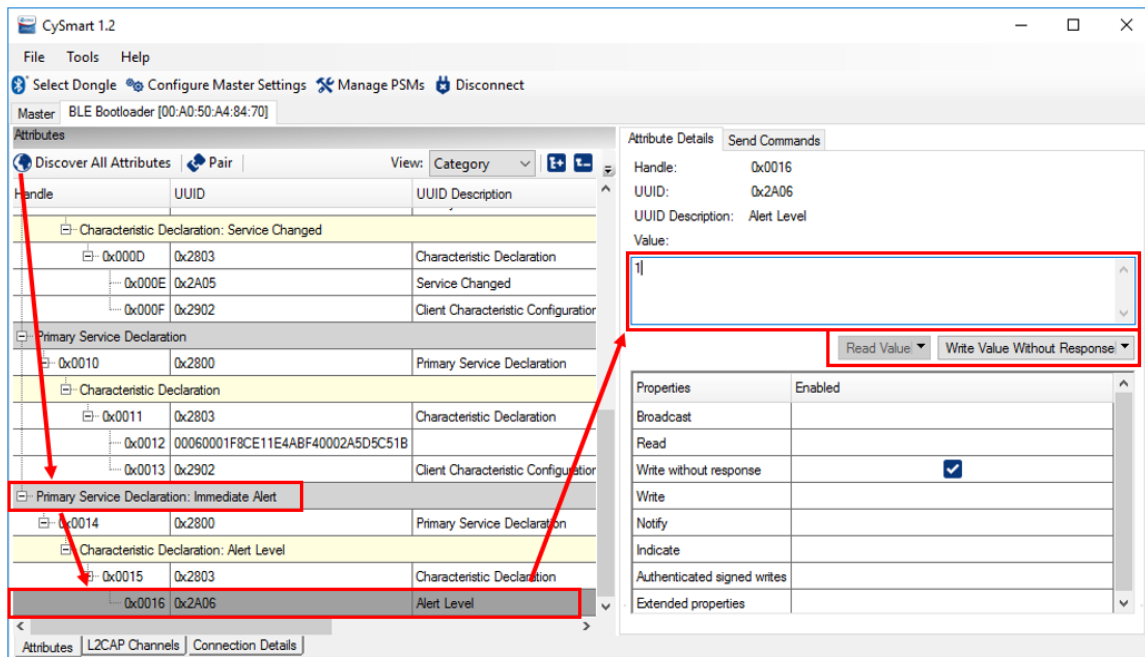 CySmart 1.2
File Tools Help
Select Dongle Configure Master Settings Manage PSMs Disconnect
Master BLE Bootloader [00:A0:50:A4:84:70]
Attributes
Discover All Attributes Pair View: Category
Handle UUID UUID Description
Characteristic Declaration: Service Changed
0x000D 0x2803 Characteristic Declaration
0x000E 0x2A05 Service Changed
0x000F 0x2902 Client Characteristic Configuration
Primary Service Declaration
0x0010 0x2800 Primary Service Declaration
Characteristic Declaration
0x0011 0x2803 Characteristic Declaration
0x0012 00060001F8CE11E4ABF40002A5D5C51B
0x0013 0x2902 Client Characteristic Configuration
Primary Service Declaration: Immediate Alert
0x0014 0x2800 Primary Service Declaration
Characteristic Declaration: Alert Level
0x0015 0x2803 Characteristic Declaration
0x0016 0x2A06 Alert Level
Attributes L2CAP Channels Connection Details
Attribute Details Send Commands
Handle: 0x0016
UUID: 0x2A06
UUID Description: Alert Level
Value:
1
Read Value Write Value Without Response
Properties Enabled
Broadcast
Read
Write without response
Write
Notify
Indicate
Authenticated signed writes
Extended properties